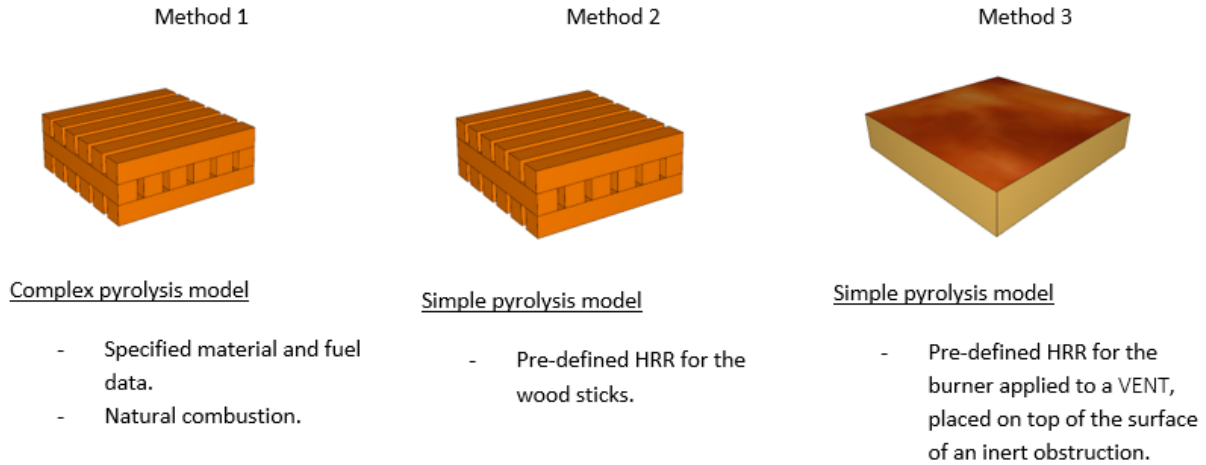 Method 1
Method 2
Method 3
Complex pyrolysis model
- Specified material and fuel
data.
- Natural combustion.
Simple pyrolysis model
- Pre-defined HRR for the
wood sticks.
Simple pyrolysis model
- Pre-defined HRR for the
burner applied to a VENT,
placed on top of the surface
of an inert obstruction.